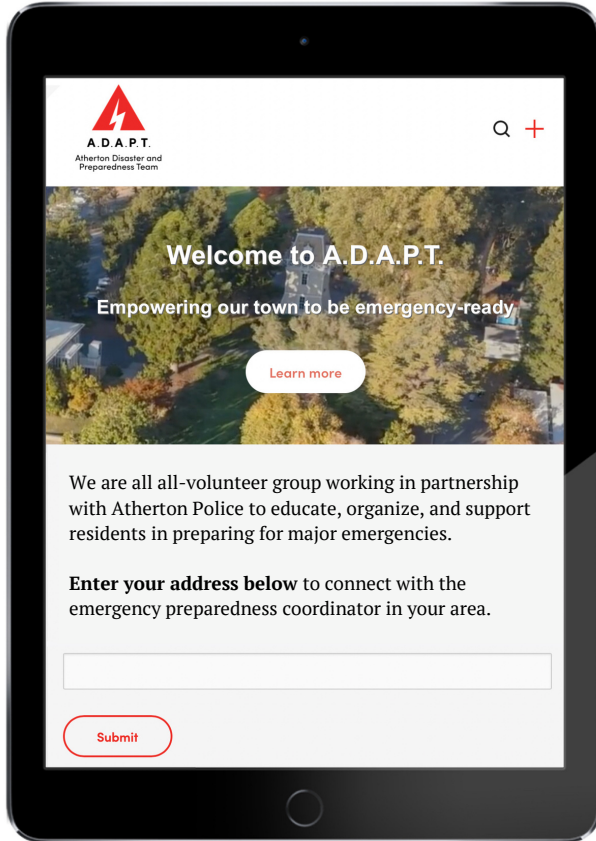 A.D.A.P.T.
Atherton Disaster and
Preparedness Team
Welcome to A.D.A.P.T.
Empowering our town to be emergency-ready
Learn more
We are all all-volunteer group working in partnership
with Atherton Police to educate, organize, and support
residents in preparing for major emergencies.
Enter your address below to connect with the
emergency preparedness coordinator in your area.
Submit